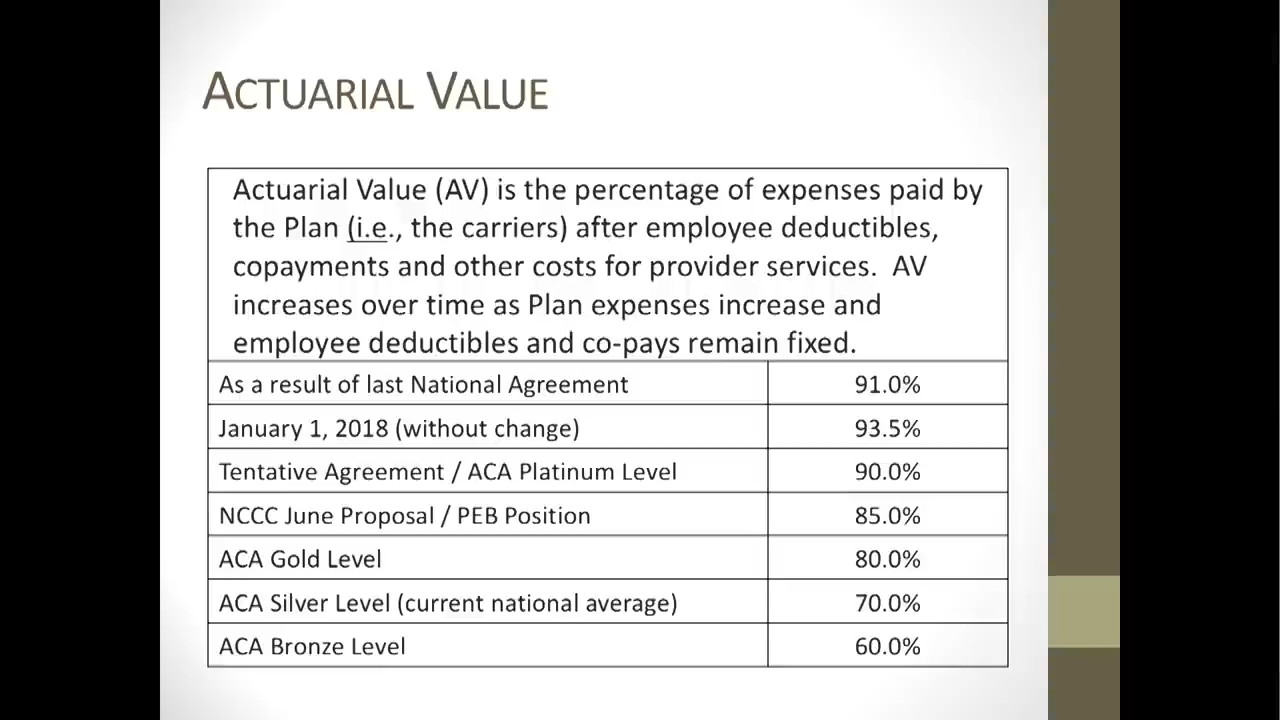 ACTUARIAL VALUE
Actuarial Value (AV) is the percentage of expenses paid by
the Plan (i.e., the carriers) after employee deductibles,
copayments and other costs for provider services.  AV
increases over time as Plan expenses increase and
employee deductibles and co-pays remain fixed.
As a result of last National Agreement 91.0%
January 1, 2018 (without change) 93.5%
Tentative Agreement / ACA Platinum Level 90.0%
NCCC June Proposal / PEB Position 85.0%
ACA Gold Level 80.0%
ACA Silver Level (current national average) 70.0%
ACA Bronze Level 60.0%